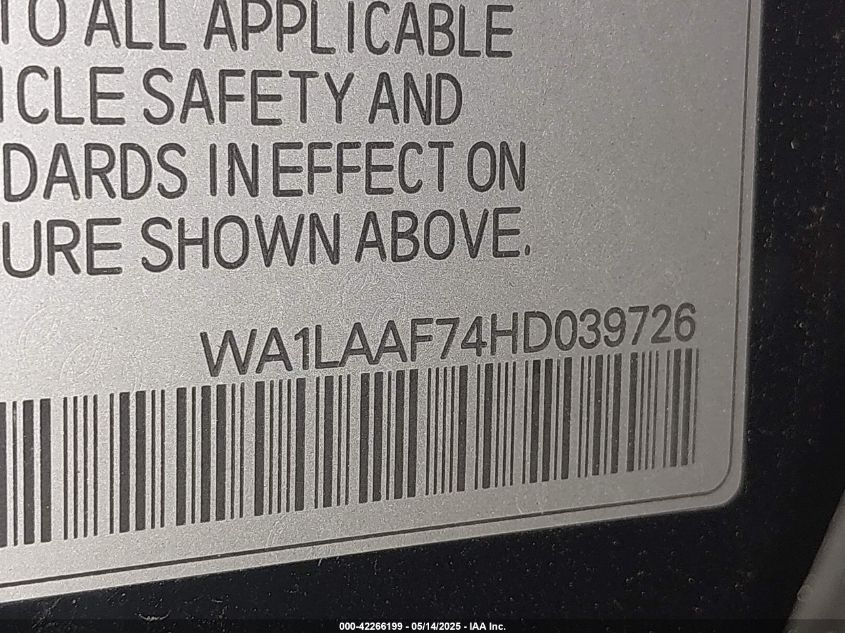 TO ALL APPLICABLE
ICLE SAFETY AND
DARDS IN EFFECT ON
URE SHOWN ABOVE.
WA1LAAF74HD039726
000-42266199 — 05/14/2025 — IAA Inc.